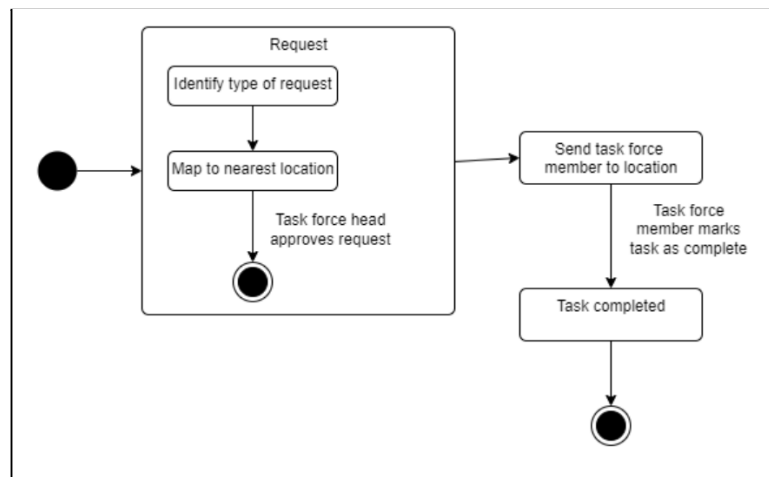 Request
Identify type of request
Map to nearest location
Task force head
approves request
Send task force
member to location
Task force
member marks
task as complete
Task completed